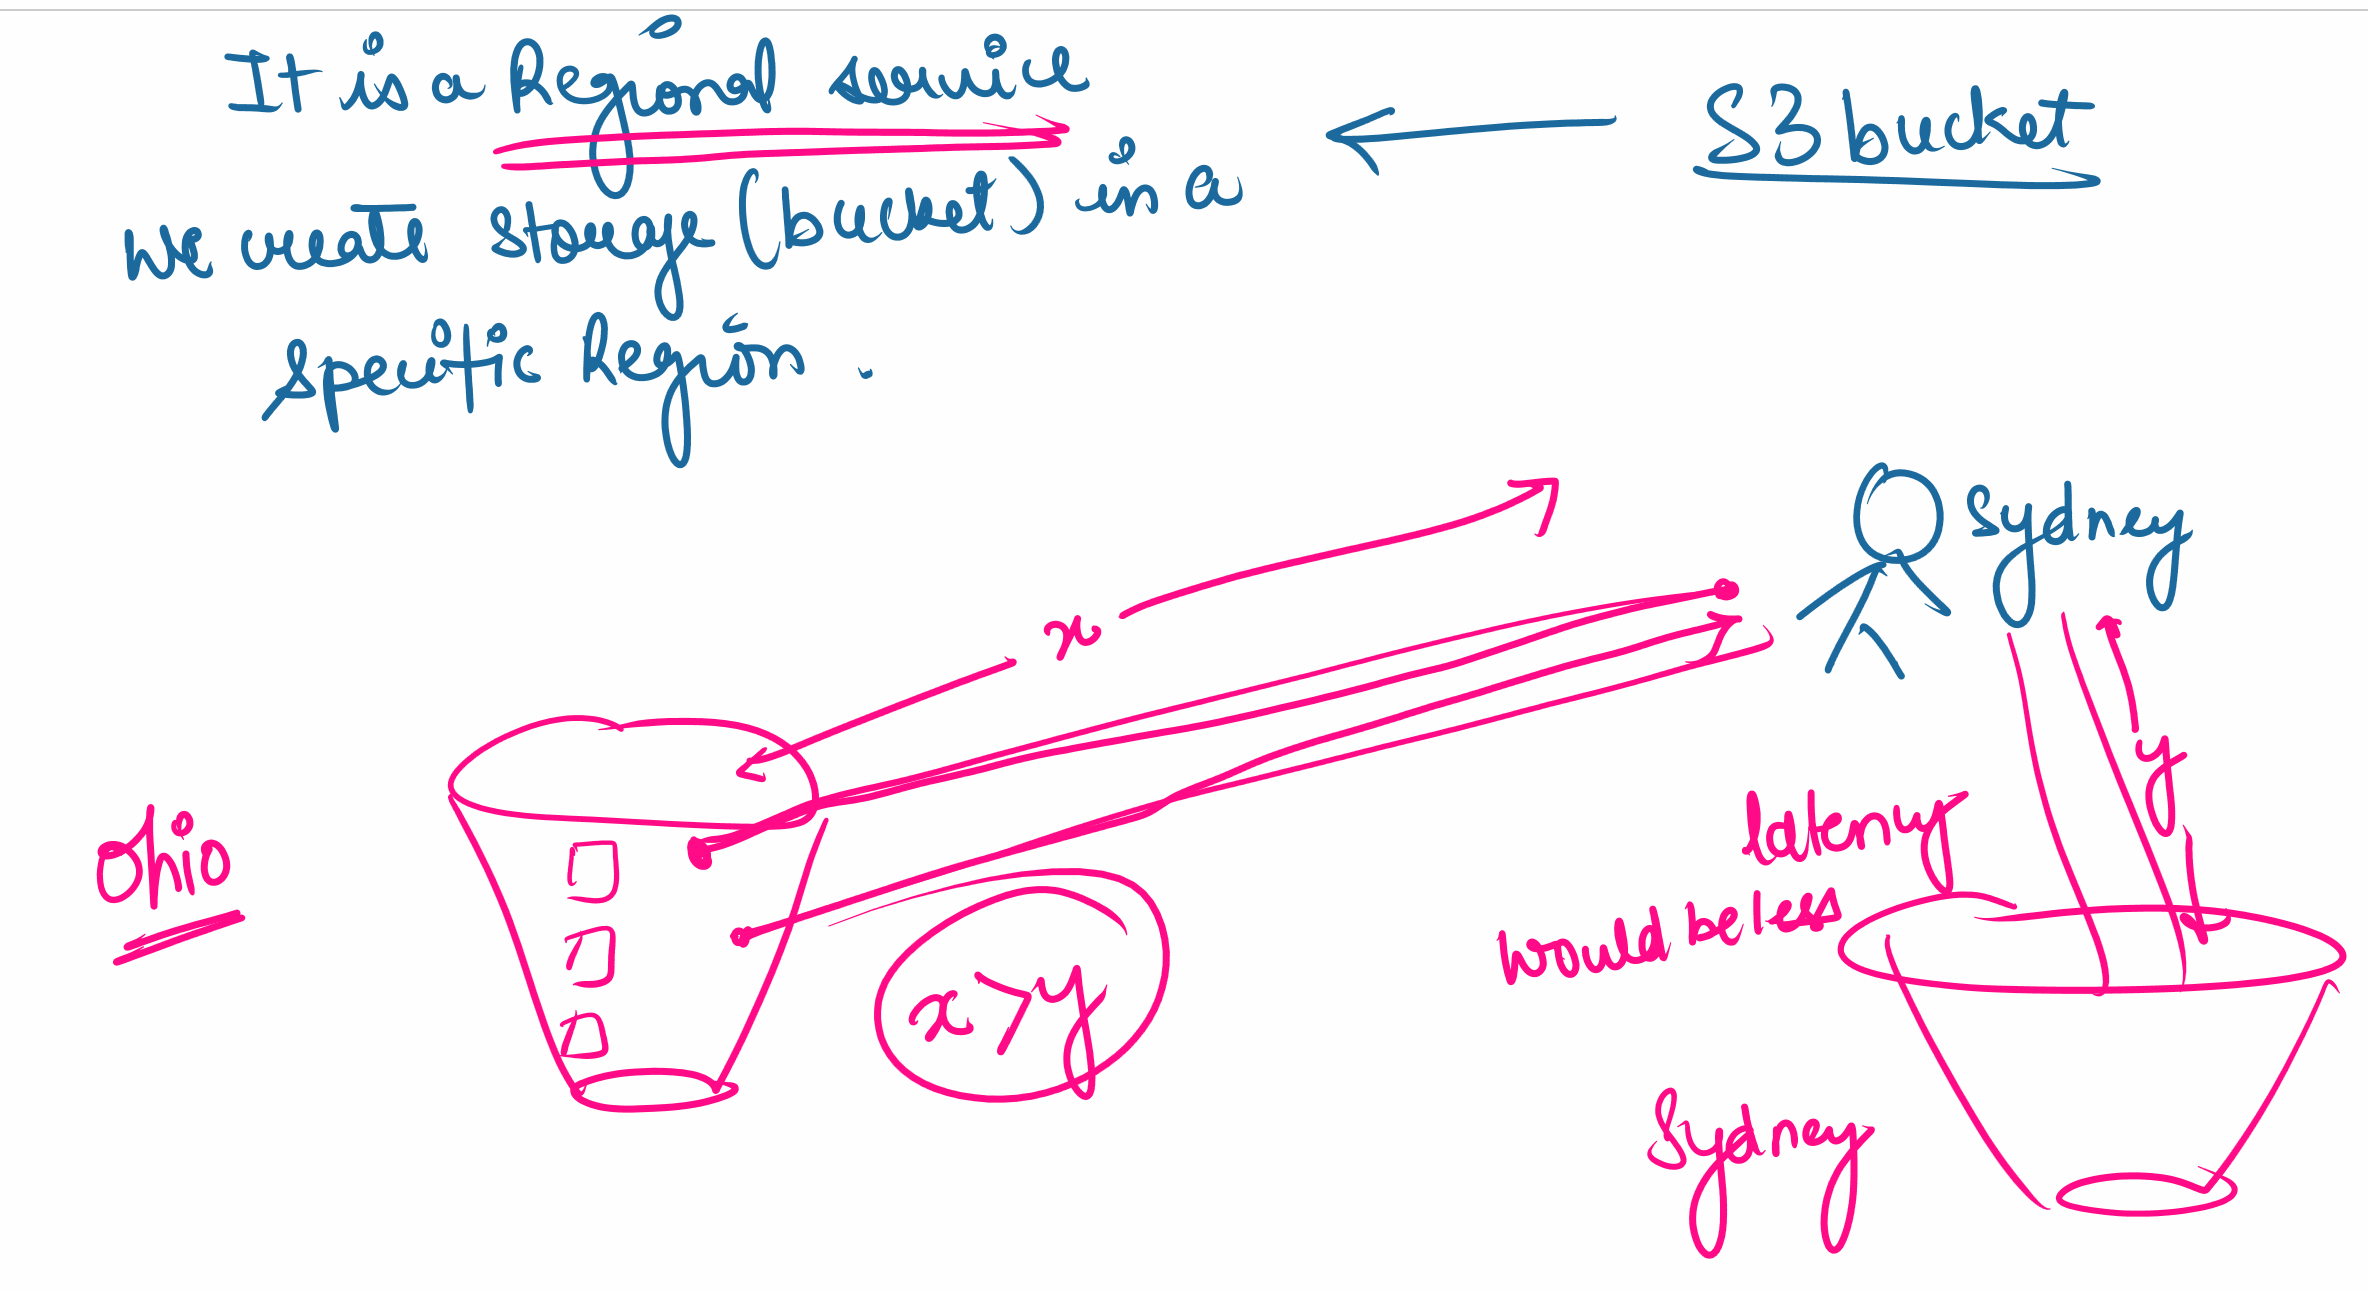 It is a Regional service
S3 bucket
We create storage (bucket) in a
specific Region.
Sydney
x
y
Ohio
latency
would be less
x>y
Sydney